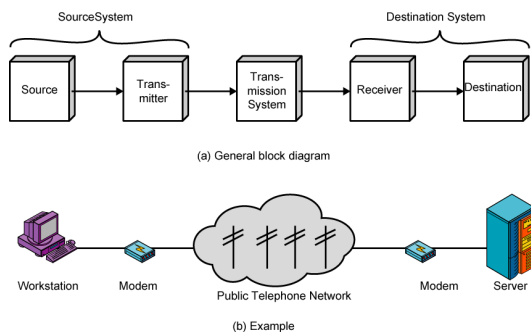 SourceSystem
Destination System
Source
Trans-
mitter
Trans-
mission
System
Receiver
Destination
(a) General block diagram
Workstation
Modem
Public Telephone Network
Modem
Server
(b) Example